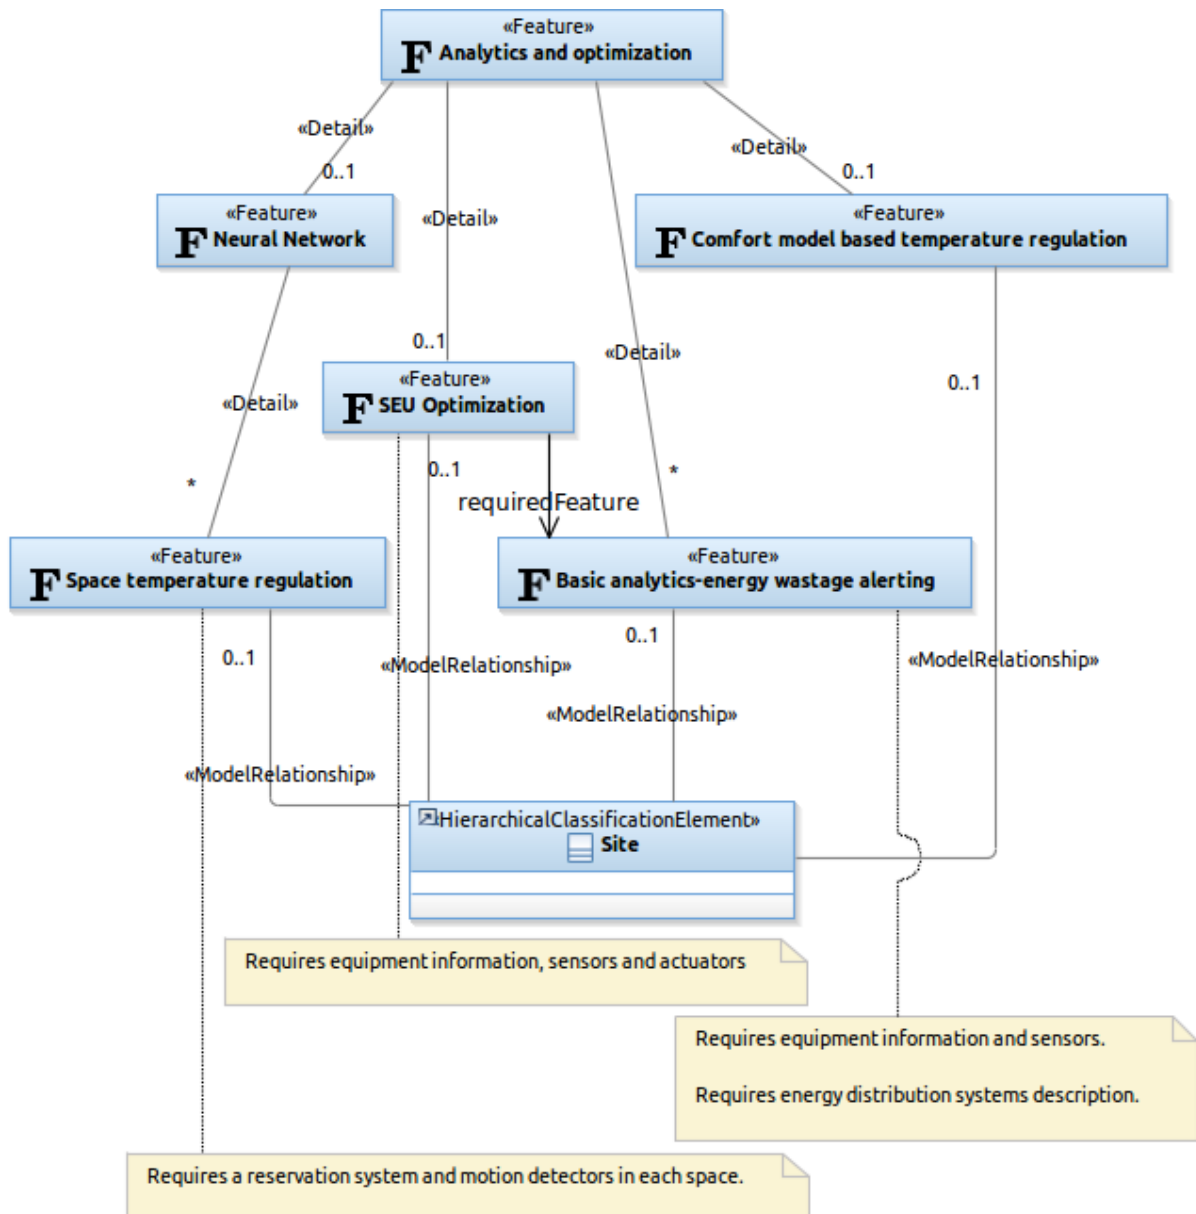 «Feature»
F Analytics and optimization
«Detail»
«Detail»
0..1
0..1
«Feature»
F Neural Network
«Detail»
«Feature»
F Comfort model based temperature regulation
0..1
«Detail»
«Feature»
F SEU Optimization
0..1
«Detail»
0..1
*
*
requiredFeature
«Feature»
F Space temperature regulation
«Feature»
F Basic analytics-energy wastage alerting
0..1
0..1
«ModelRelationship»
«ModelRelationship»
«ModelRelationship»
«ModelRelationship»
HierarchicalClassificationElement»
Site
Requires equipment information, sensors and actuators
Requires equipment information and sensors.
Requires energy distribution systems description.
Requires a reservation system and motion detectors in each space.